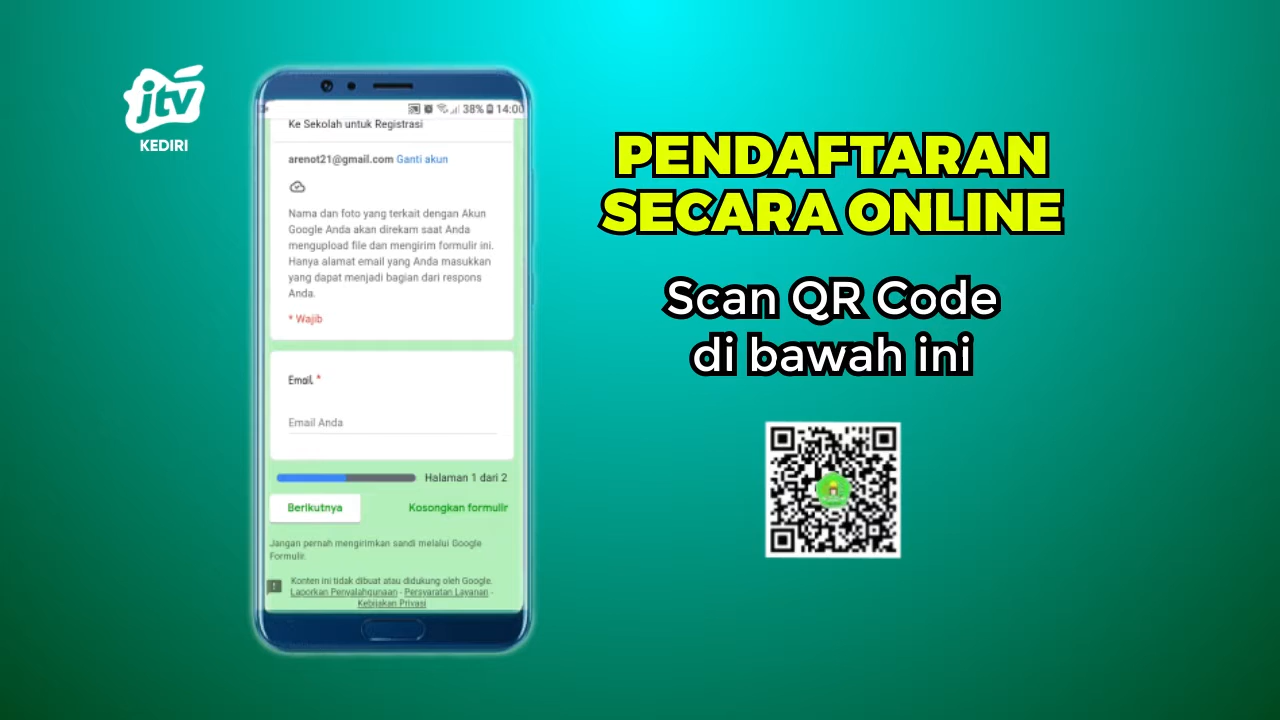 jtv
KEDIRI
38% 14:00
Ke Sekolah untuk Registrasi
arenot21@gmail.com Ganti akun
Nama dan foto yang terkait dengan Akun
Google Anda akan direkam saat Anda
mengupload file dan mengirim formulir ini.
Hanya alamat email yang Anda masukkan
yang dapat menjadi bagian dari respons
Anda.
* Wajib
Email *
Email Anda
Halaman 1 dari 2
Berikutnya
Kosongkan formulir
Jangan pernah mengirimkan sandi melalui Google
Formulir.
Konten ini tidak dibuat atau didukung oleh Google.
Laporkan Penyalahgunaan - Persyaratan Layanan -
Kebijakan Privasi
PENDAFTARAN
SECARA ONLINE
Scan QR Code
di bawah ini